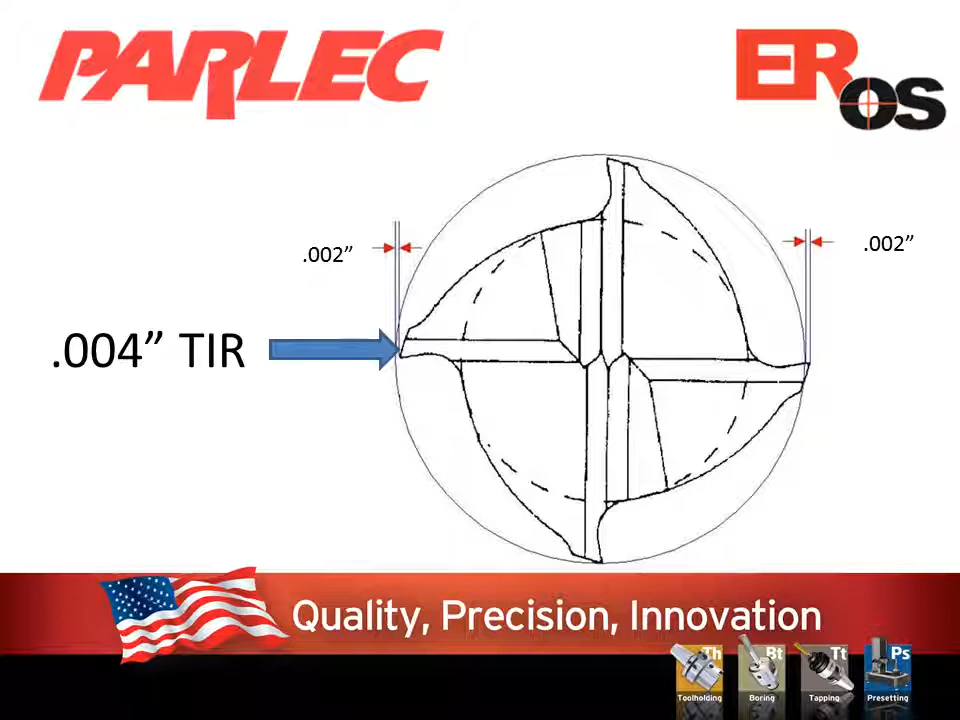 PARLEC
ER
OS
.002”
.002”
.004” TIR
Quality, Precision, Innovation
Th
Bt
Tt
Ps
Toolholding
Boring
Tapping
Presetting